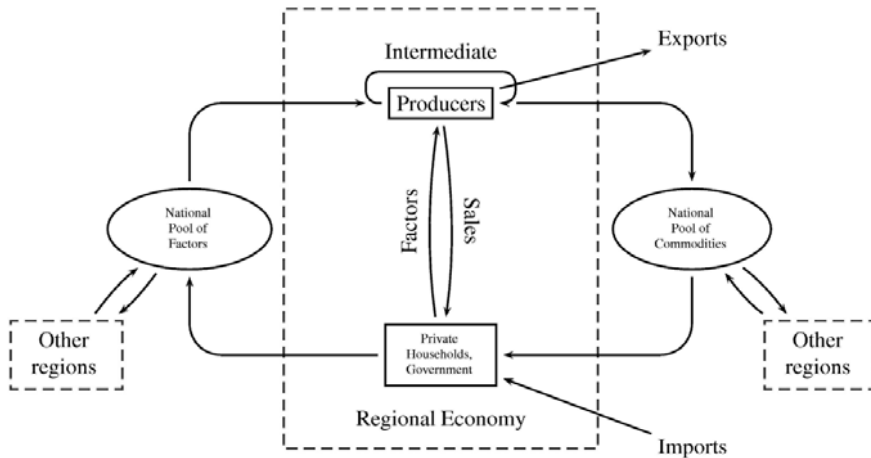 Intermediate
Exports
Producers
National
Pool of
Factors
Factors
Sales
National
Pool of
Commodities
Other
regions
Private
Households,
Government
Other
regions
Regional Economy
Imports